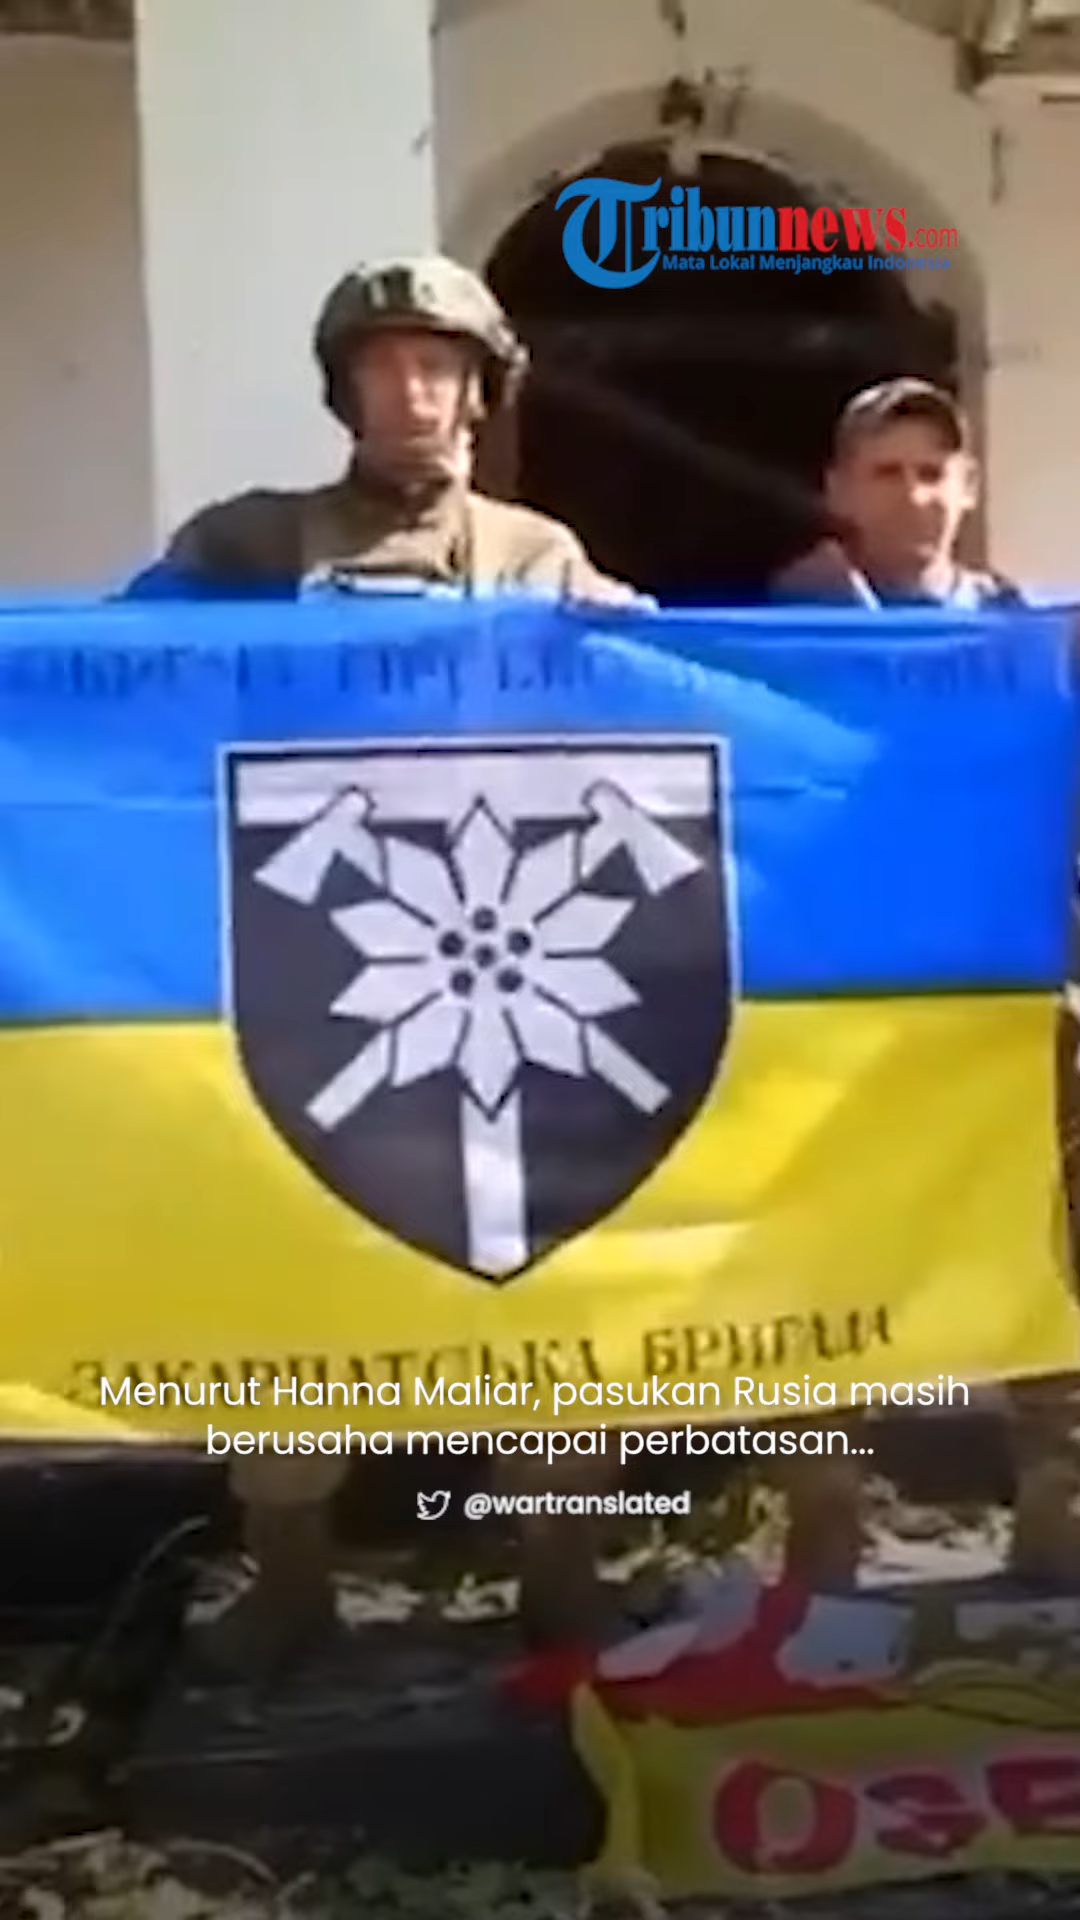 Tribunnews.com
Mata Lokal Menjangkau Indonesia
ЗАКАРПАТСЬКА БРИГАДА
Menurut Hanna Maliar, pasukan Rusia masih
berusaha mencapai perbatasan...
@wartranslated